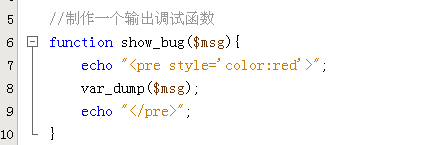 5 //制作一个输出调试函数
6 function show_bug($msg){
7 echo "<pre style='color:red'>";
8 var_dump($msg);
9 echo "</pre>";
10 }